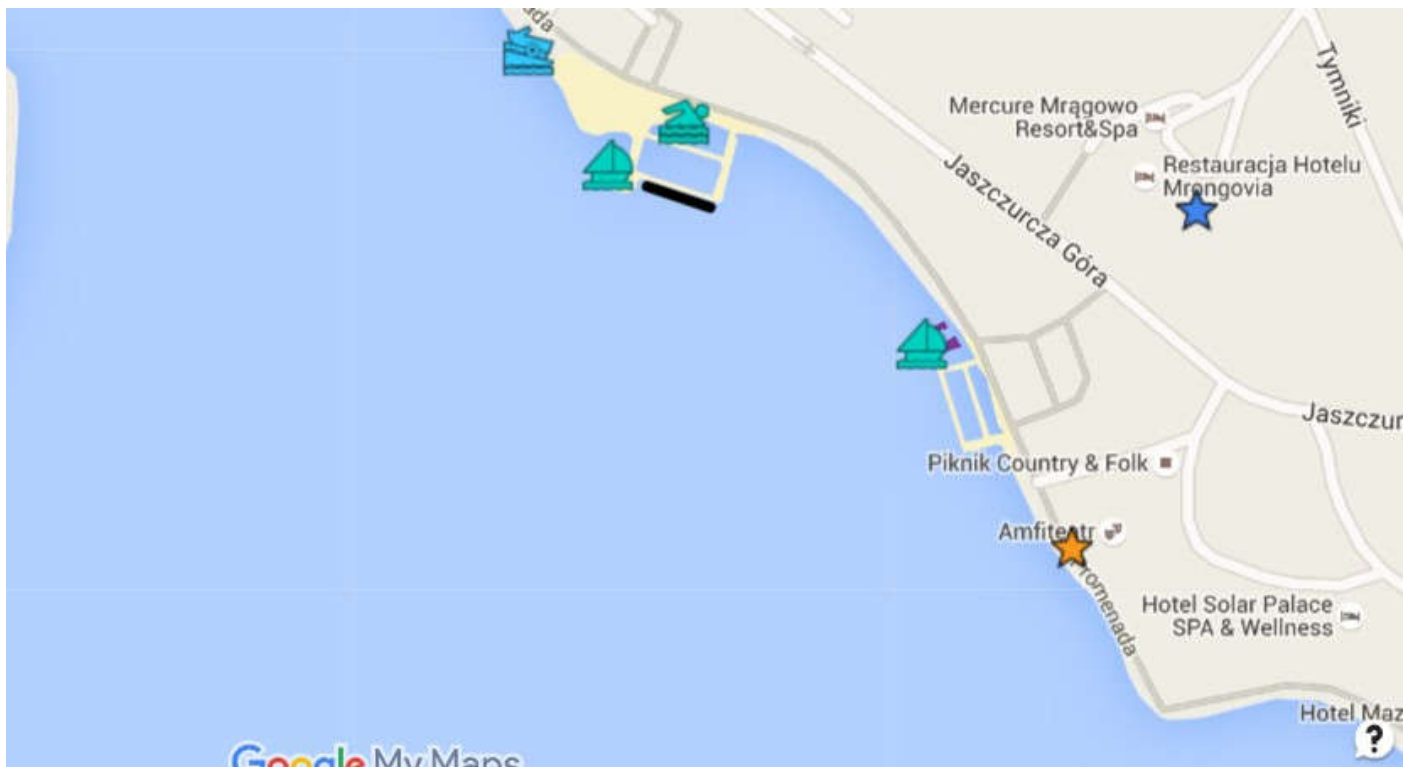 ada
Tymniki
Mercure Mrągowo
Resort&Spa
Restauracja Hotelu
Mrongovia
Jaszczurcza Góra
Jaszczur
Piknik Country & Folk
Amfiteatr
Promenada
Hotel Solar Palace
SPA & Wellness
Hotel Maz
?
Google My Maps